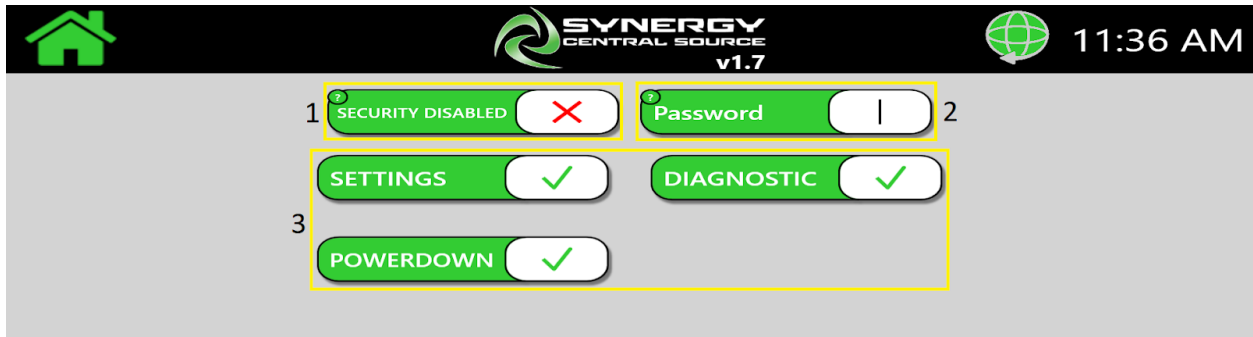 SYNERGY
CENTRAL SOURCE
v1.7
11:36 AM
1
?
SECURITY DISABLED
?
Password
2
3
SETTINGS
DIAGNOSTIC
POWERDOWN